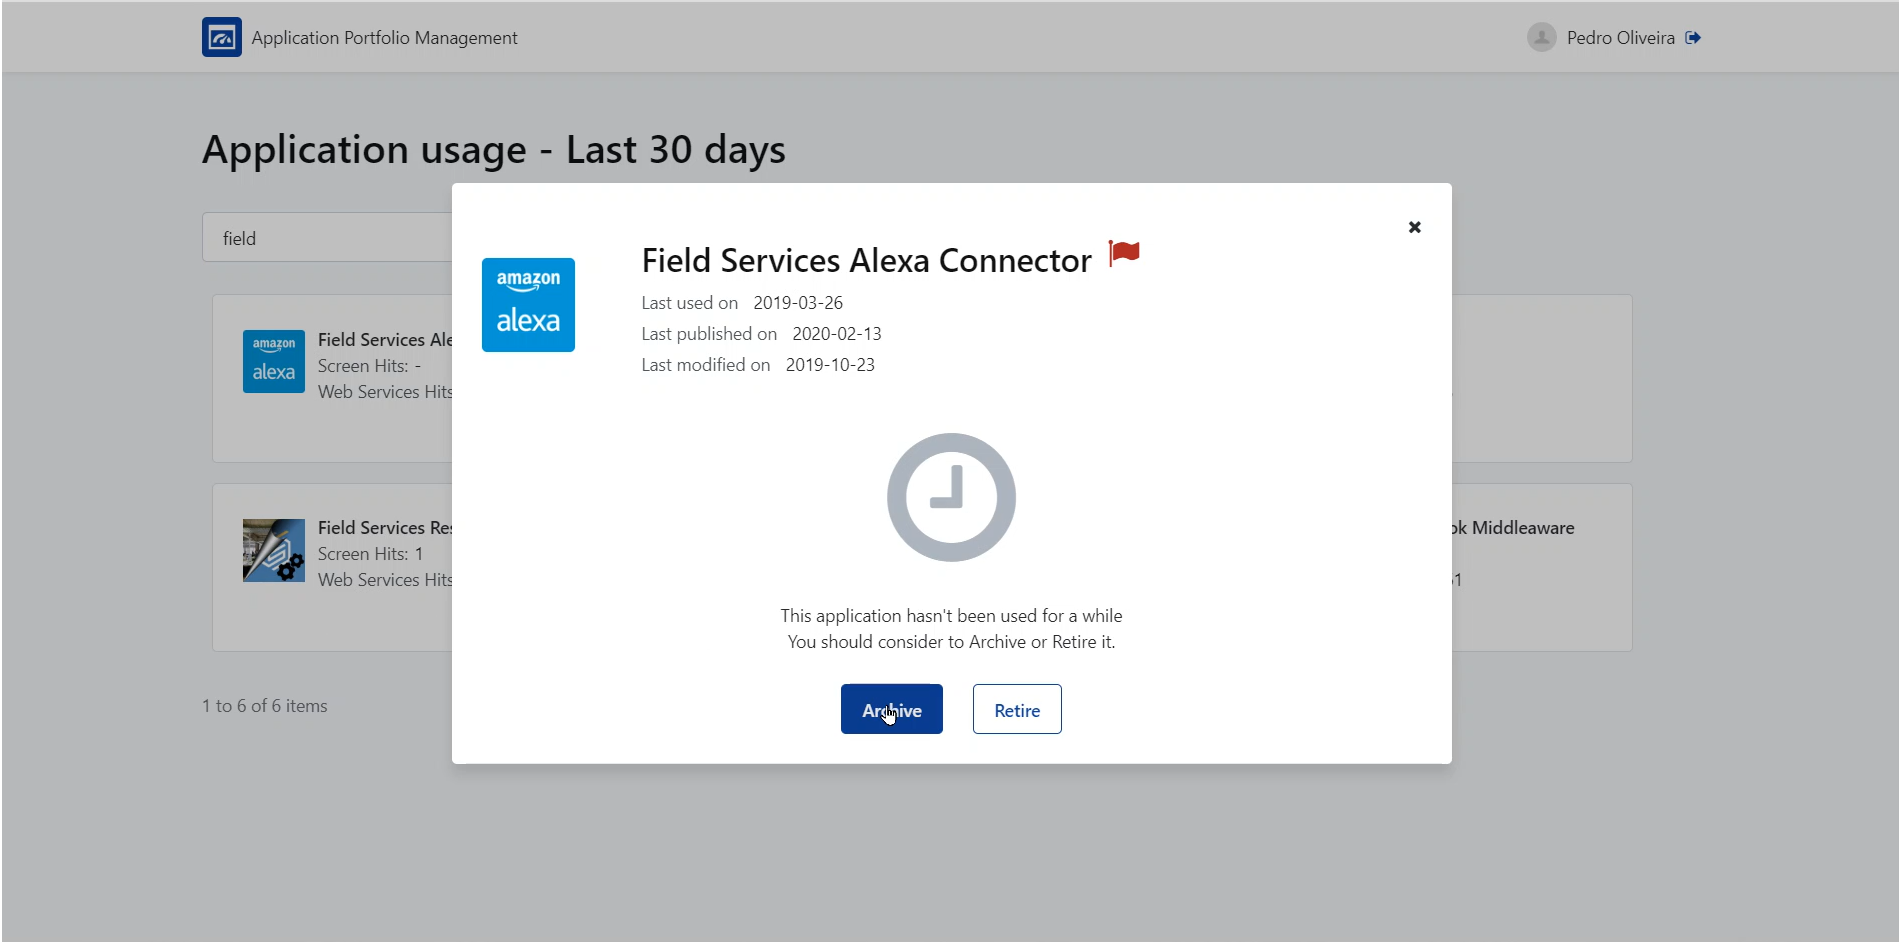 Application Portfolio Management
Pedro Oliveira
Application usage - Last 30 days
field
Field Services Alexa Connector
Last used on 2019-03-26
Last published on 2020-02-13
Last modified on 2019-10-23
amazon
alexa
This application hasn't been used for a while
You should consider to Archive or Retire it.
Archive
Retire
amazon
alexa
Field Services Ale
Screen Hits: -
Web Services Hits
Field Services Res
Screen Hits: 1
Web Services Hits
ok Middleaware
1
1 to 6 of 6 items